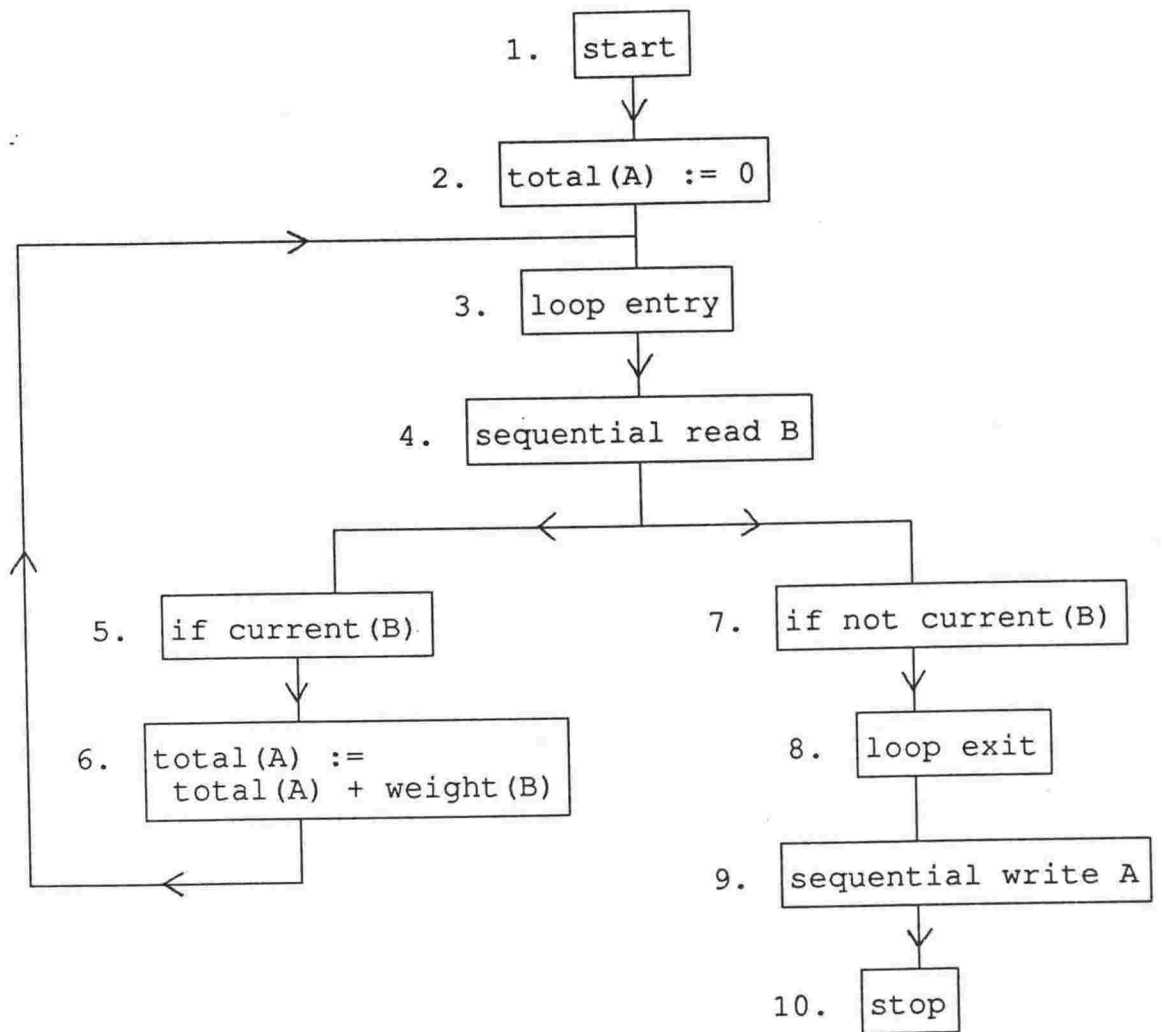 1. start
2. total(A) := 0
3. loop entry
4. sequential read B
5. if current(B)
7. if not current(B)
6. total(A) :=
total(A) + weight(B)
8. loop exit
9. sequential write A
10. stop